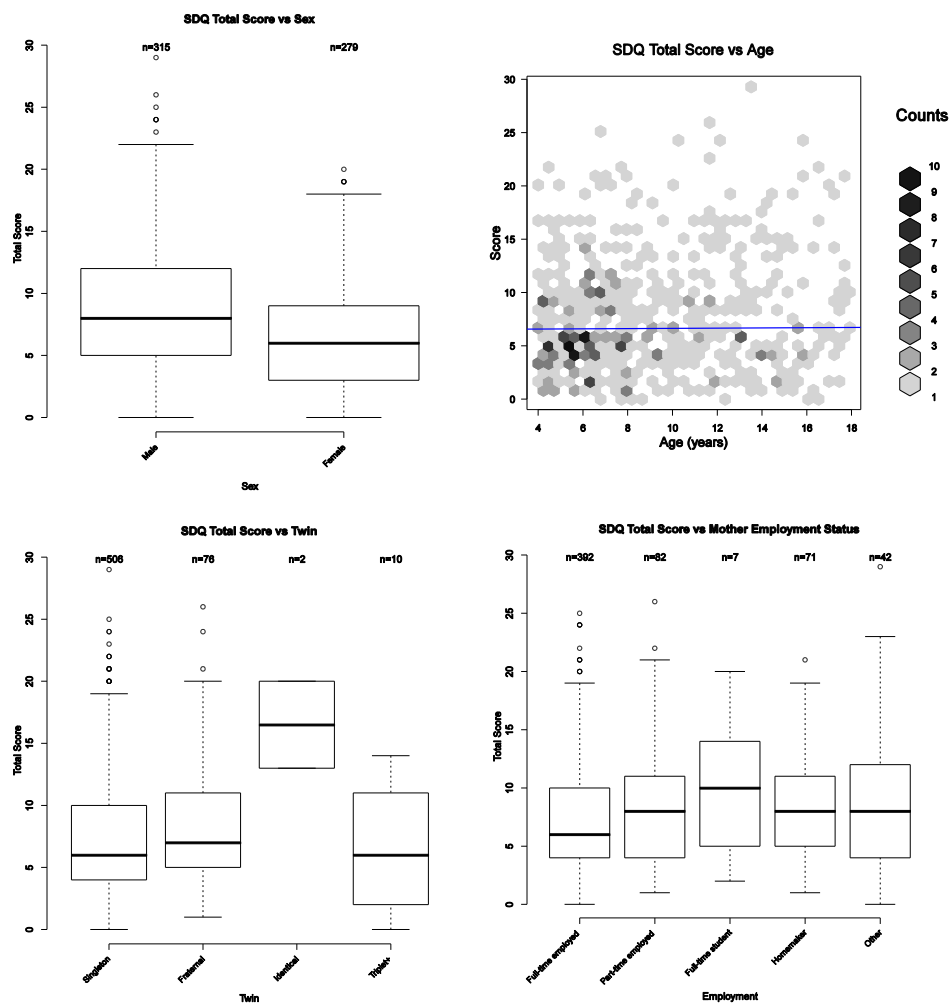 SDQ Total Score vs Sex
n=315
n=279
Total Score
0
5
10
15
20
25
30
Male
Female
Sex
SDQ Total Score vs Age
Score
0
5
10
15
20
25
30
4
6
8
10
12
14
16
18
Age (years)
Counts
10
9
8
7
6
5
4
3
2
1
SDQ Total Score vs Twin
n=506
n=76
n=2
n=10
Total Score
0
5
10
15
20
25
30
Singleton
Fraternal
Identical
Triplet+
Twin
SDQ Total Score vs Mother Employment Status
n=392
n=82
n=7
n=71
n=42
Total Score
0
5
10
15
20
25
30
Full-time employed
Part-time employed
Full-time student
Homemaker
Other
Employment